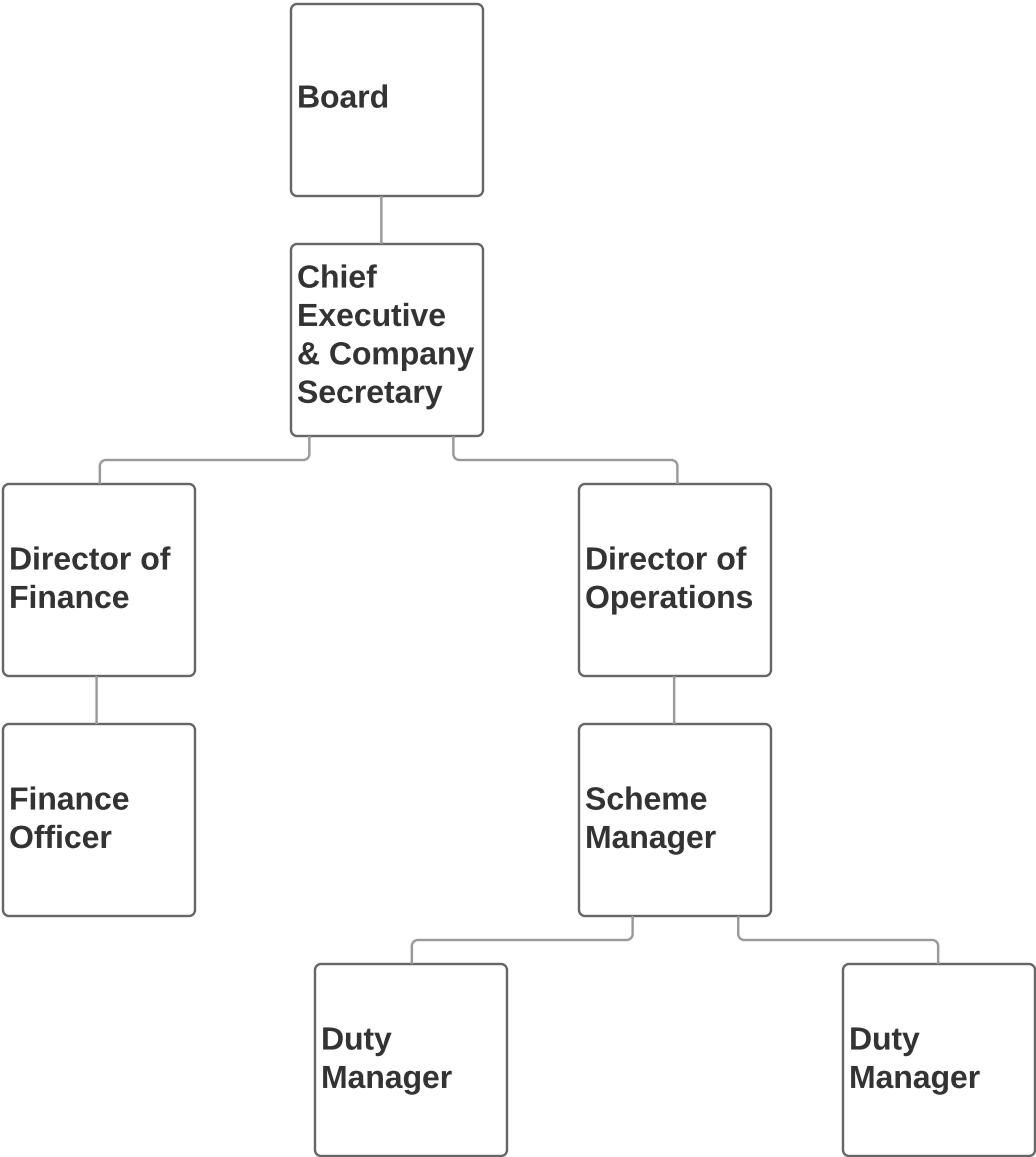 Board
Chief
Executive
& Company
Secretary
Director of
Finance
Director of
Operations
Finance
Officer
Scheme
Manager
Duty
Manager
Duty
Manager